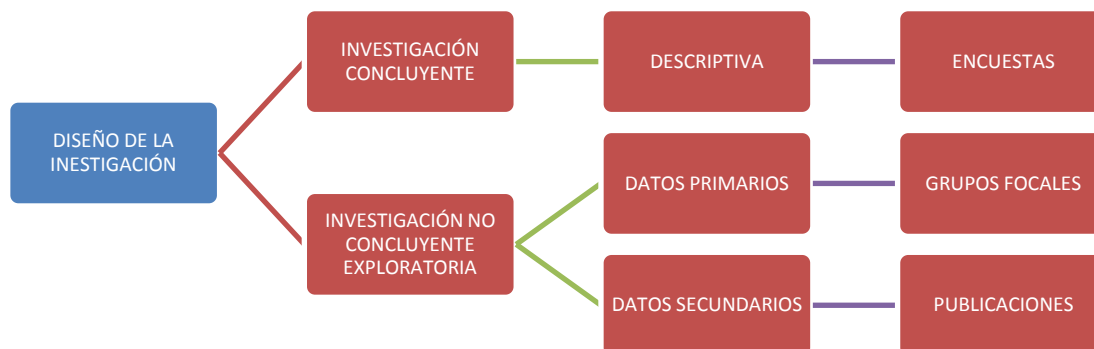 INVESTIGACIÓN
CONCLUYENTE
DESCRIPTIVA
ENCUESTAS
DISEÑO DE LA
INESTIGACIÓN
DATOS PRIMARIOS
GRUPOS FOCALES
INVESTIGACIÓN NO
CONCLUYENTE
EXPLORATORIA
DATOS SECUNDARIOS
PUBLICACIONES